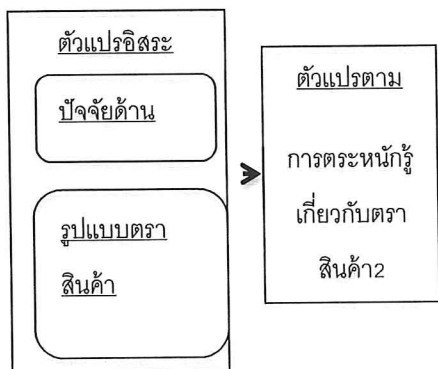 ตัวแปรอิสระ
ปัจจัยด้าน
รูปแบบตรา
สินค้า
ตัวแปรตาม
การตระหนักรู้
เกี่ยวกับตรา
สินค้า2